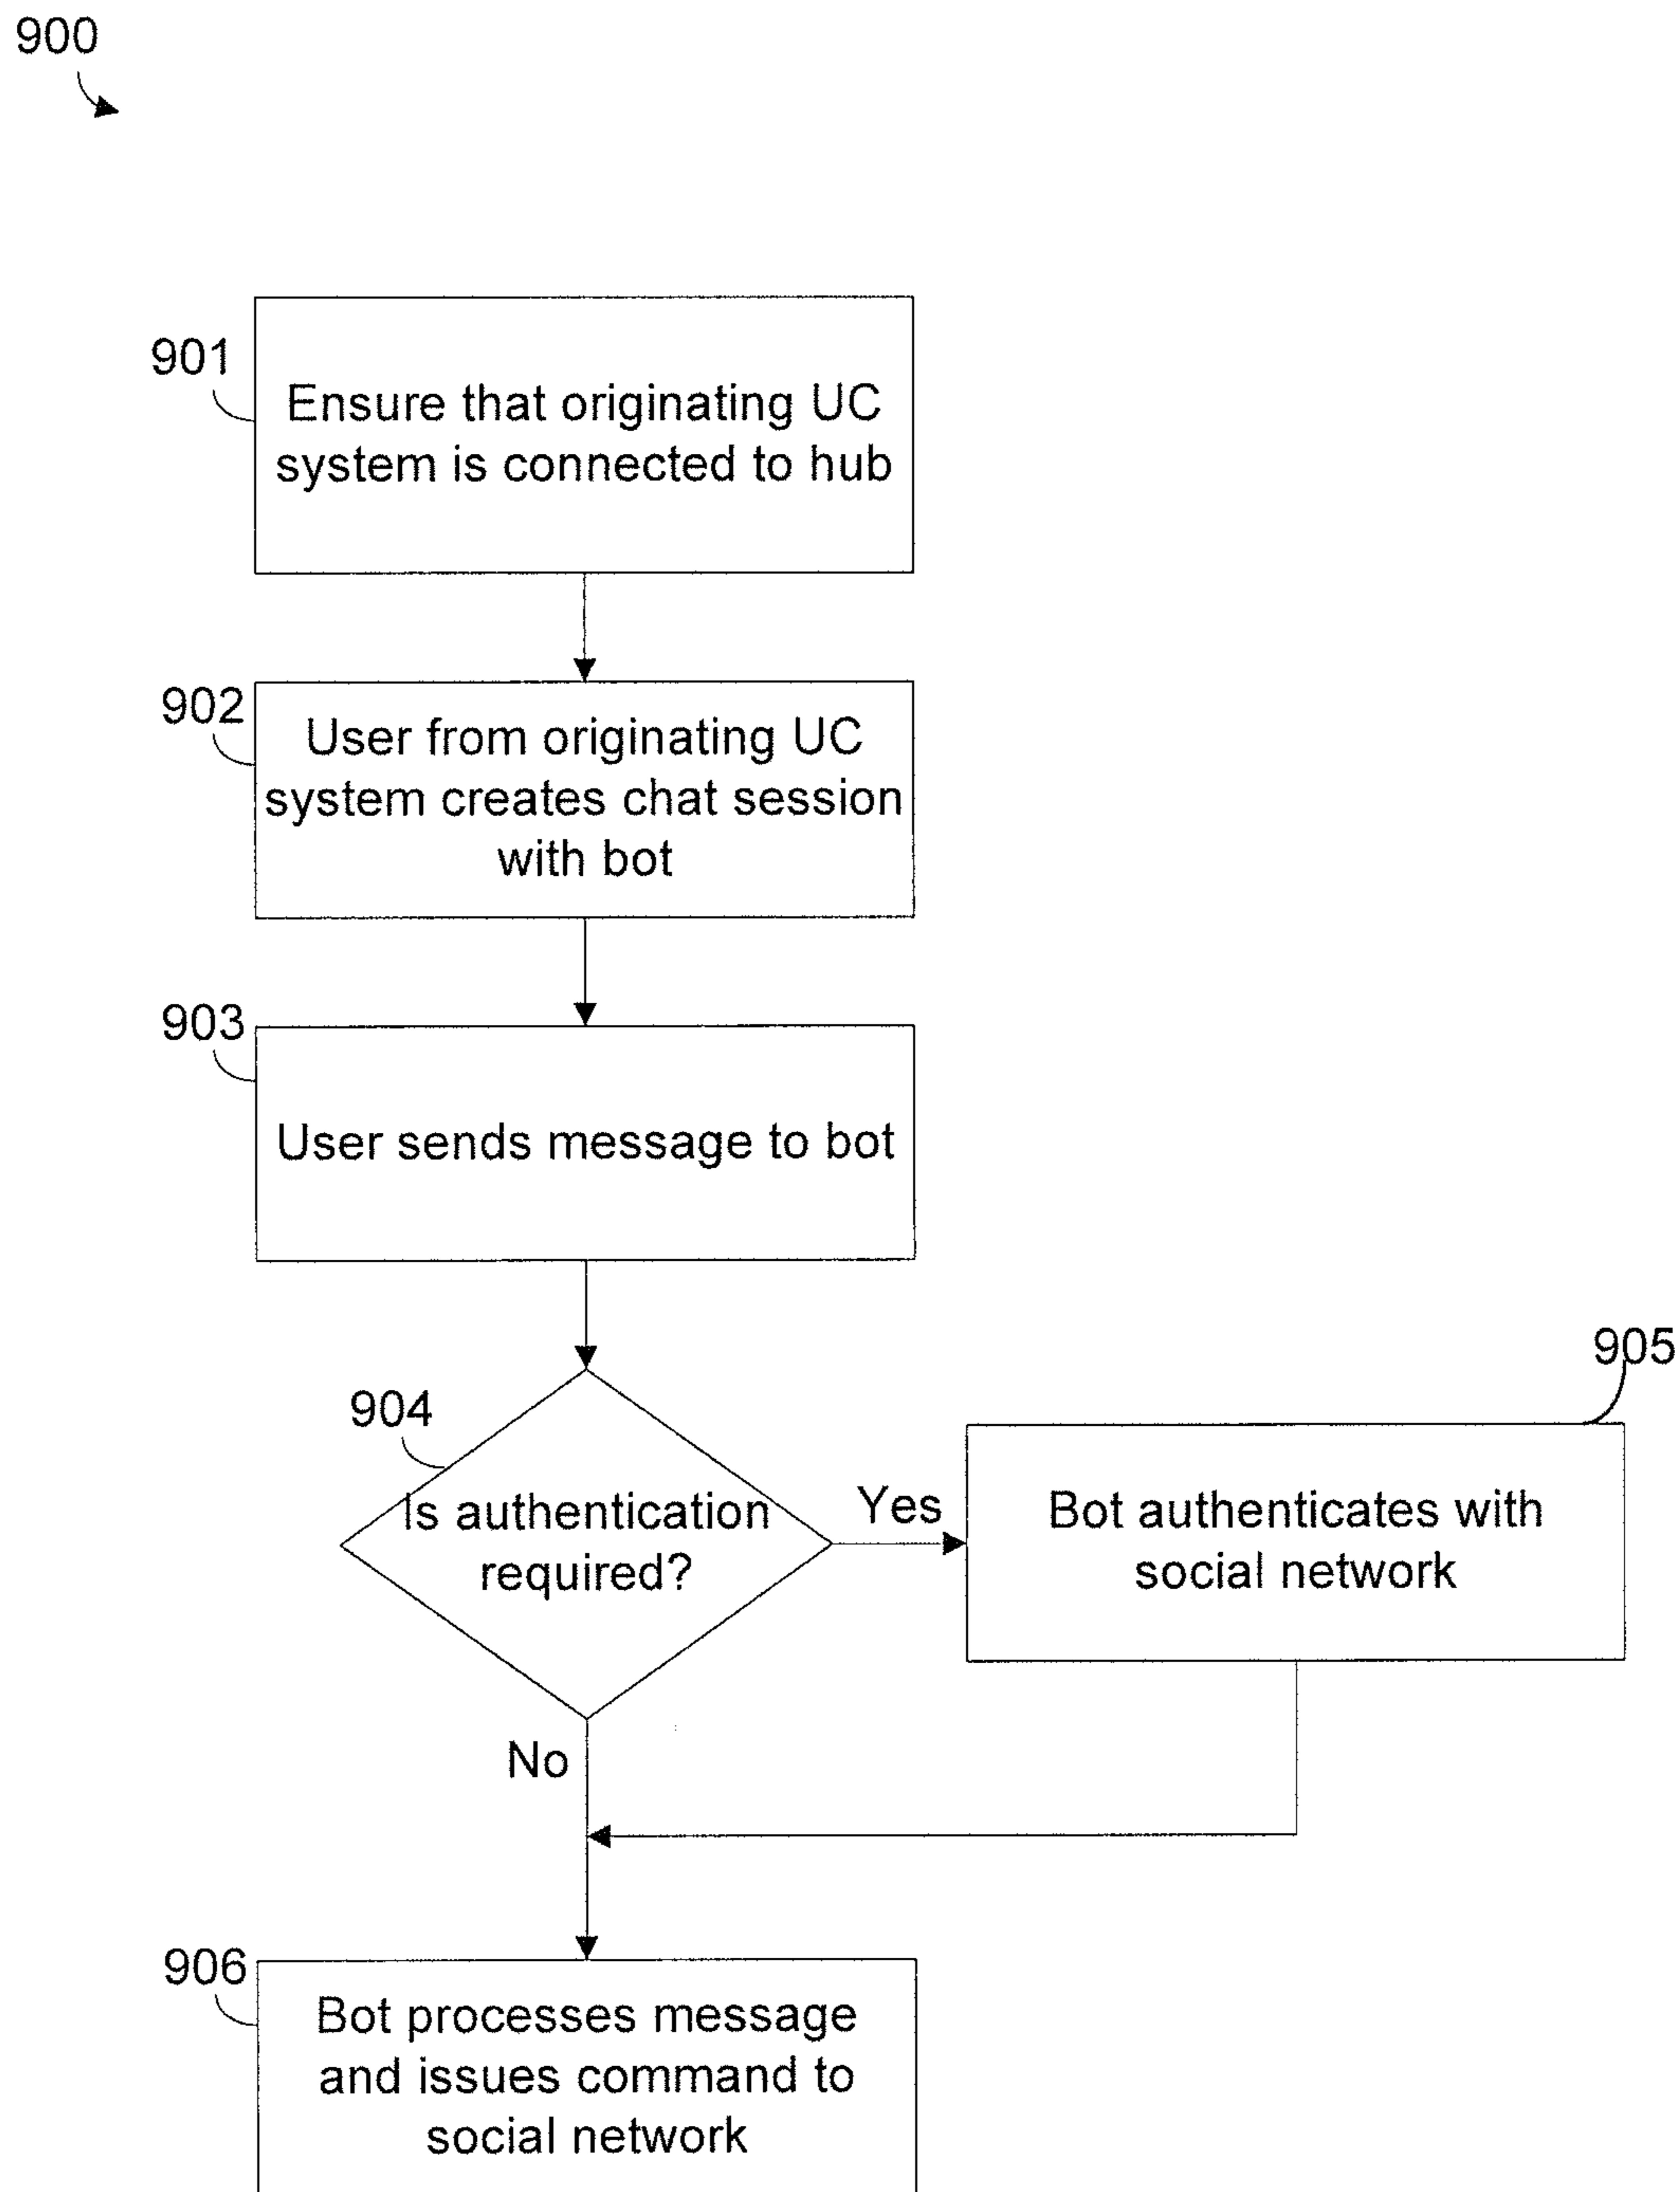 900
901
Ensure that originating UC
system is connected to hub
902
User from originating UC
system creates chat session
with bot
903
User sends message to bot
904
Is authentication
required?
Yes
905
Bot authenticates with
social network
No
906
Bot processes message
and issues command to
social network